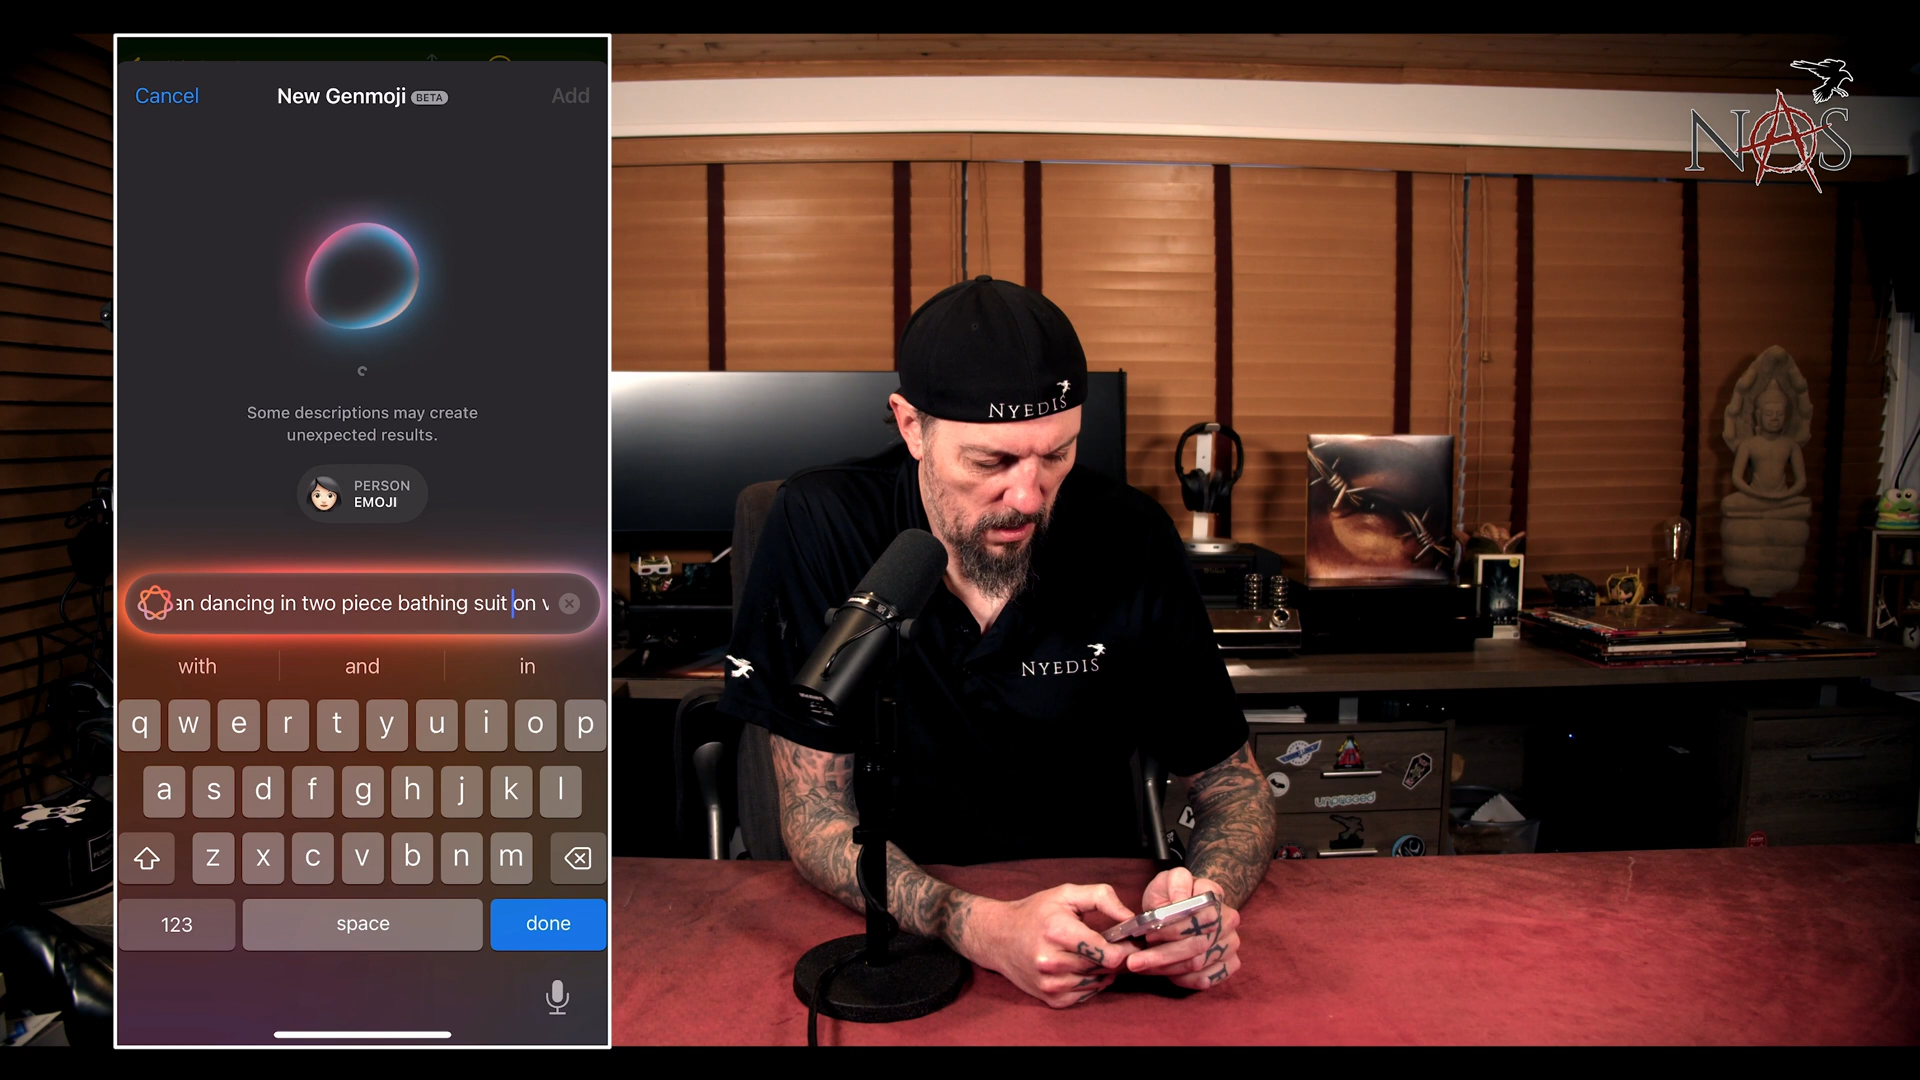 Cancel
New Genmoji BETA
Add
Some descriptions may create
unexpected results.
PERSON
EMOJI
an dancing in two piece bathing suit on
with and in
q w e r t y u i o p
a s d f g h j k l
z x c v b n m
123 space done
NAS
NYEDIS
NYEDIS
unboxed